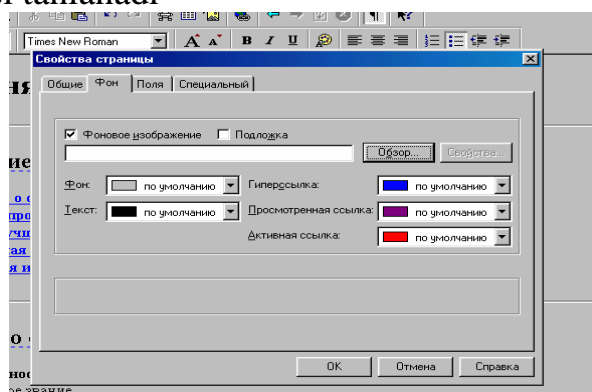 Times New Roman
Свойства страницы
Общие Фон Поля Специальный
Фоновое изображение Подложка
Обзор... Свойства...
Фон: по умолчанию Гиперссылка: по умолчанию
Текст: по умолчанию Просмотренная ссылка: по умолчанию
Активная ссылка: по умолчанию
OK Отмена Справка